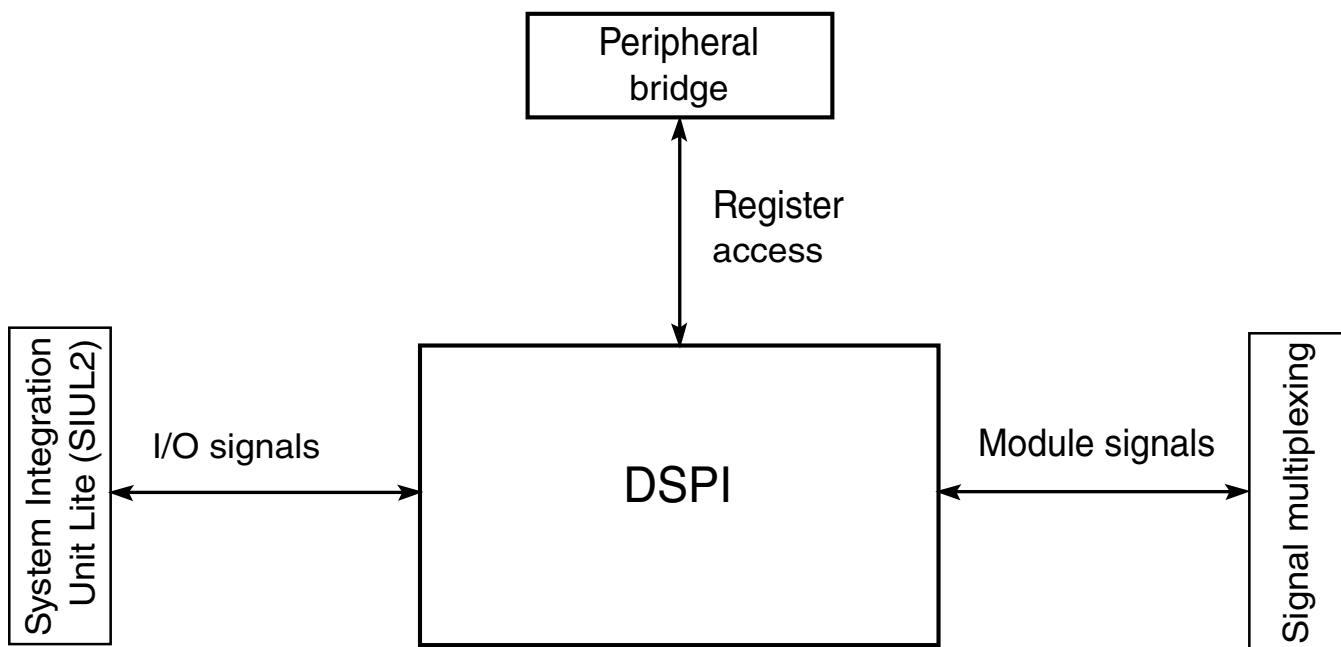 Peripheral
bridge
Register
access
System Integration
Unit Lite (SIUL2)
I/O signals
DSPI
Module signals
Signal multiplexing